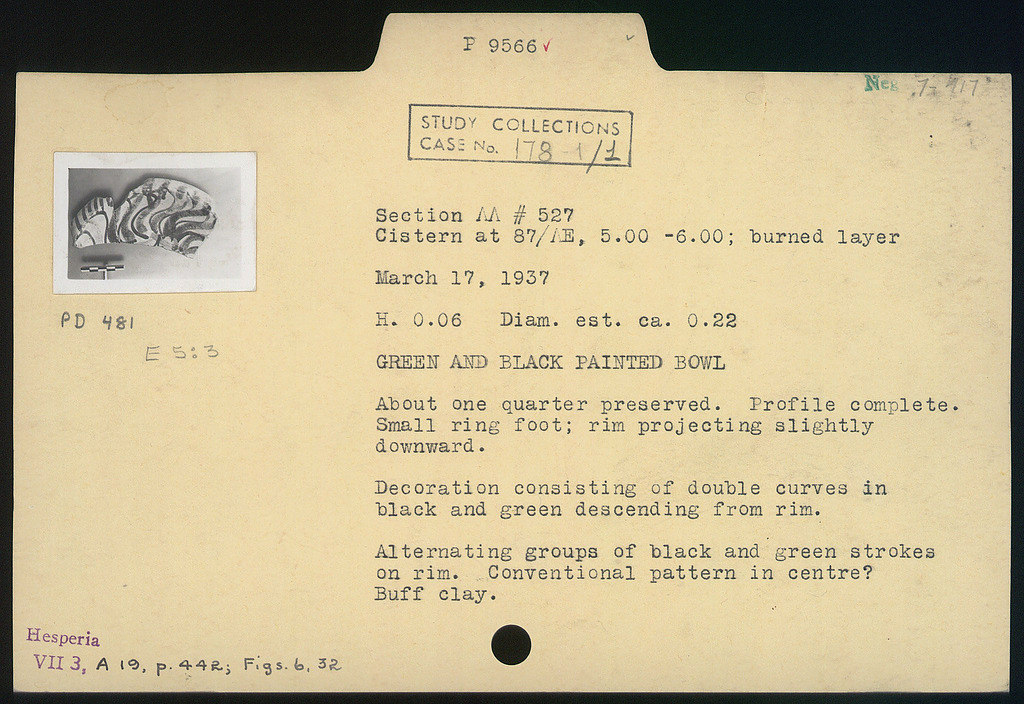 P 9566 ✓
Neg 7-417
STUDY COLLECTIONS
CASE No. 178-1/1
Section ΛΛ # 527
Cistern at 87/ΛE, 5.00 -6.00; burned layer
March 17, 1937
H. 0.06 Diam. est. ca. 0.22
PD 481
E 5:3
GREEN AND BLACK PAINTED BOWL
About one quarter preserved. Profile complete.
Small ring foot; rim projecting slightly
downward.
Decoration consisting of double curves in
black and green descending from rim.
Alternating groups of black and green strokes
on rim. Conventional pattern in centre?
Buff clay.
Hesperia
VII 3, A 19, p. 442; Figs. 6, 32